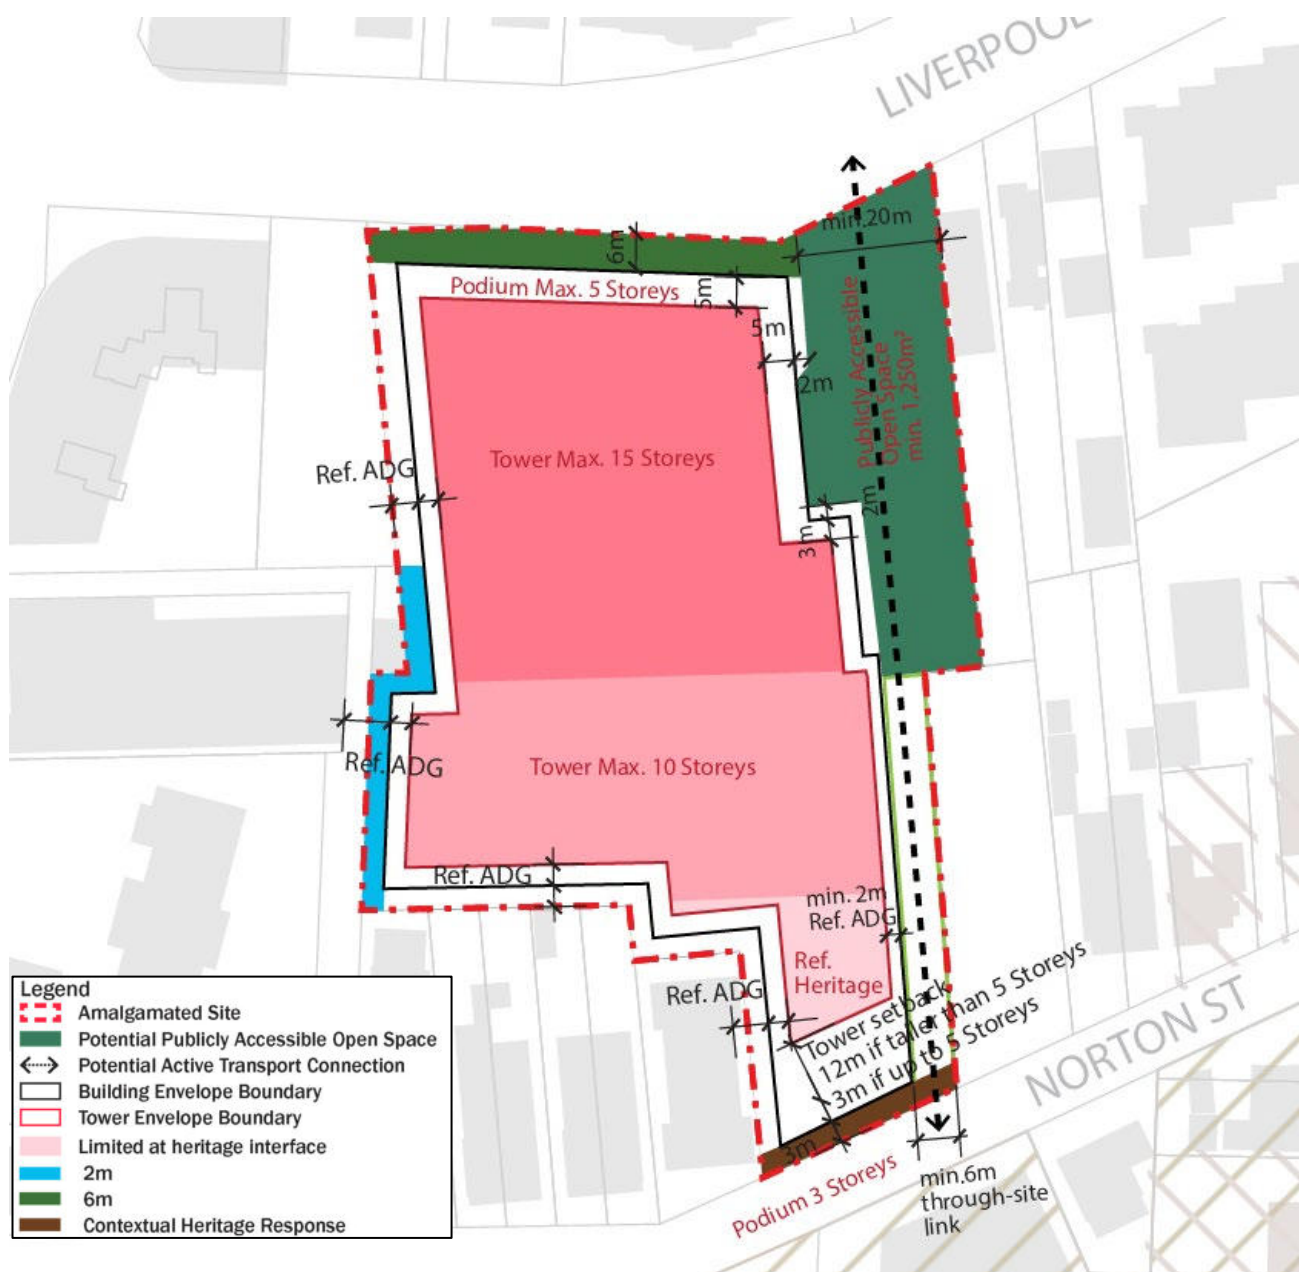 LIVERPOOL
min.20m
6m
Podium Max. 5 Storeys
5m
5m
2m
Publicly Accessible
Open Space
min. 1,250m²
Tower Max. 15 Storeys
Ref. ADG
2m
3m
Ref. ADG
Tower Max. 10 Storeys
Ref. ADG
min. 2m
Ref. ADG
Ref.
Heritage
Ref. ADG
Tower setback
12m if taller than 5 Storeys
3m if up to 5 Storeys
NORTON ST
3m
Podium 3 Storeys
min.6m
through-site
link
Legend
Amalgamated Site
Potential Publicly Accessible Open Space
Potential Active Transport Connection
Building Envelope Boundary
Tower Envelope Boundary
Limited at heritage interface
2m
6m
Contextual Heritage Response